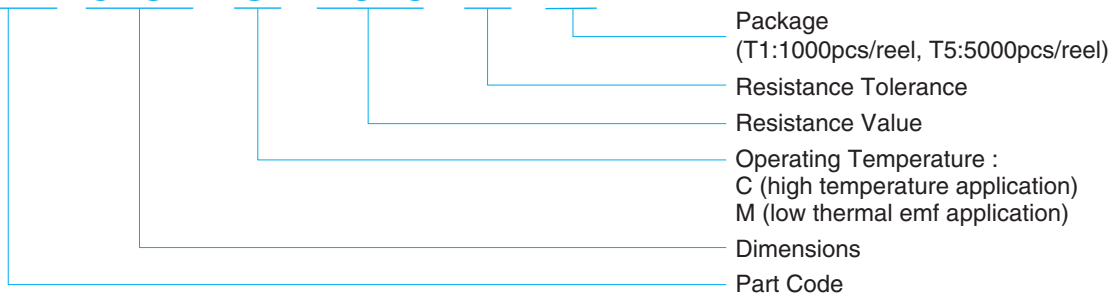 Package
(T1:1000pcs/reel, T5:5000pcs/reel)
Resistance Tolerance
Resistance Value
Operating Temperature :
C (high temperature application)
M (low thermal emf application)
Dimensions
Part Code